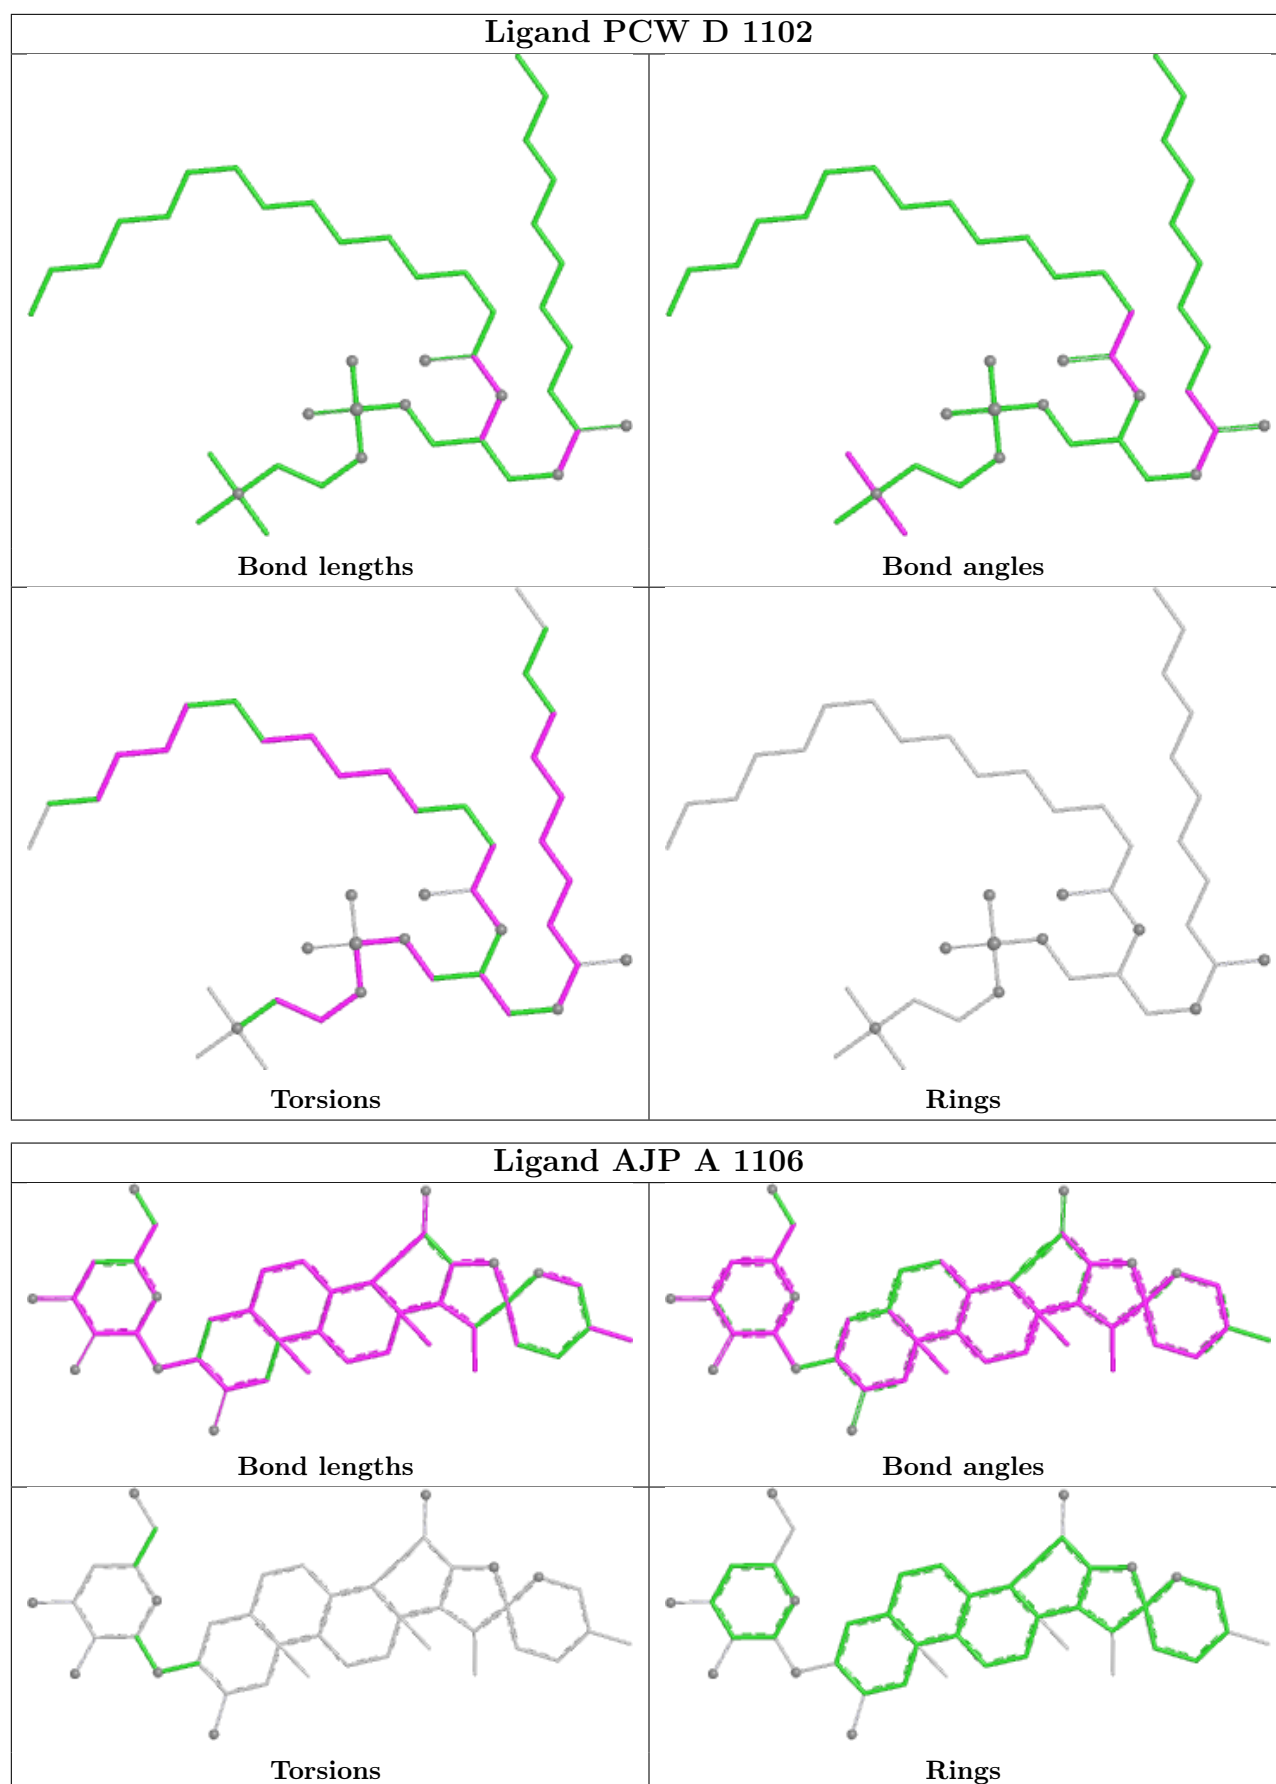 Ligand PCW D 1102
Bond lengths
Bond angles
Torsions
Rings
Ligand AJP A 1106
Bond lengths
Bond angles
Torsions
Rings